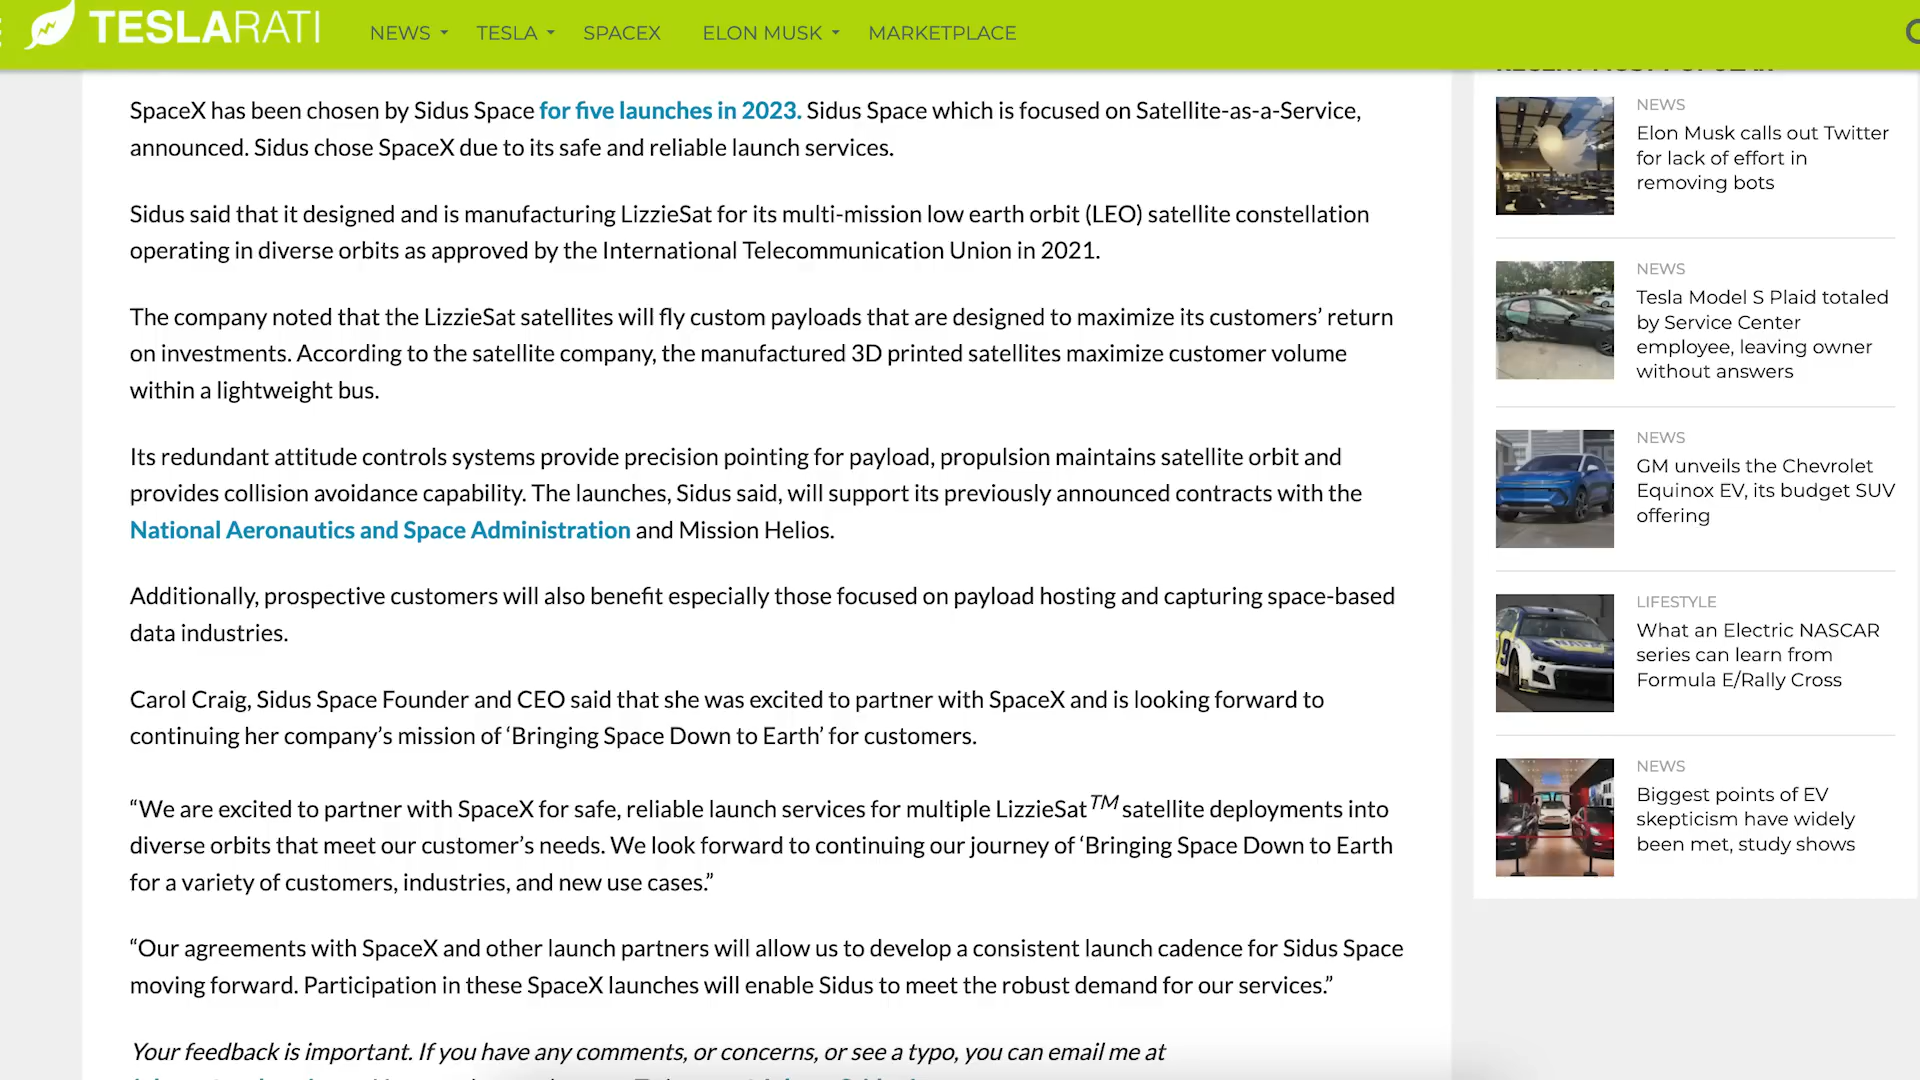 TESLARATI
NEWS
TESLA
SPACEX
ELON MUSK
MARKETPLACE
SpaceX has been chosen by Sidus Space for five launches in 2023. Sidus Space which is focused on Satellite-as-a-Service,
announced. Sidus chose SpaceX due to its safe and reliable launch services.
Sidus said that it designed and is manufacturing LizzieSat for its multi-mission low earth orbit (LEO) satellite constellation
operating in diverse orbits as approved by the International Telecommunication Union in 2021.
The company noted that the LizzieSat satellites will fly custom payloads that are designed to maximize its customers’ return
on investments. According to the satellite company, the manufactured 3D printed satellites maximize customer volume
within a lightweight bus.
Its redundant attitude controls systems provide precision pointing for payload, propulsion maintains satellite orbit and
provides collision avoidance capability. The launches, Sidus said, will support its previously announced contracts with the
National Aeronautics and Space Administration and Mission Helios.
Additionally, prospective customers will also benefit especially those focused on payload hosting and capturing space-based
data industries.
Carol Craig, Sidus Space Founder and CEO said that she was excited to partner with SpaceX and is looking forward to
continuing her company’s mission of ‘Bringing Space Down to Earth’ for customers.
“We are excited to partner with SpaceX for safe, reliable launch services for multiple LizzieSat™ satellite deployments into
diverse orbits that meet our customer’s needs. We look forward to continuing our journey of ‘Bringing Space Down to Earth
for a variety of customers, industries, and new use cases.”
“Our agreements with SpaceX and other launch partners will allow us to develop a consistent launch cadence for Sidus Space
moving forward. Participation in these SpaceX launches will enable Sidus to meet the robust demand for our services.”
Your feedback is important. If you have any comments, or concerns, or see a typo, you can email me at
NEWS
Elon Musk calls out Twitter
for lack of effort in
removing bots
NEWS
Tesla Model S Plaid totaled
by Service Center
employee, leaving owner
without answers
NEWS
GM unveils the Chevrolet
Equinox EV, its budget SUV
offering
LIFESTYLE
What an Electric NASCAR
series can learn from
Formula E/Rally Cross
NEWS
Biggest points of EV
skepticism have widely
been met, study shows